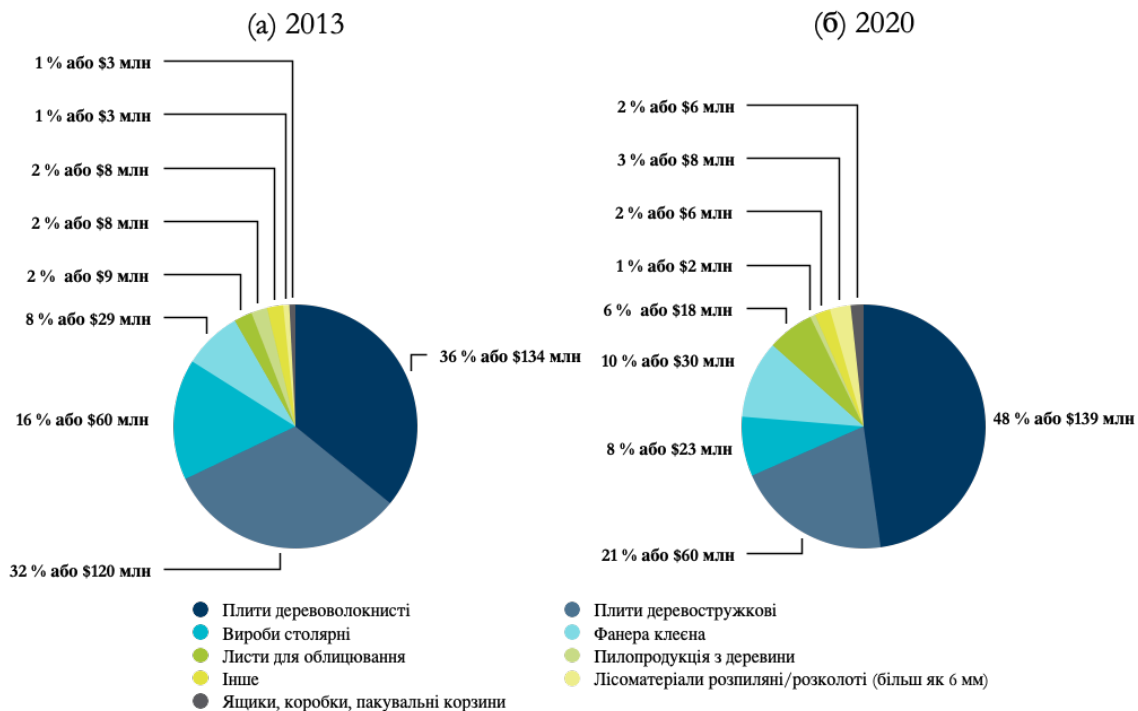 (а) 2013
1 % або $3 млн
1 % або $3 млн
2 % або $8 млн
2 % або $8 млн
2 % або $9 млн
8 % або $29 млн
36 % або $134 млн
16 % або $60 млн
32 % або $120 млн
(б) 2020
2 % або $6 млн
3 % або $8 млн
2 % або $6 млн
1 % або $2 млн
6 % або $18 млн
10 % або $30 млн
48 % або $139 млн
8 % або $23 млн
21 % або $60 млн
Плити деревоволокнисті
Вироби столярні
Листи для облицювання
Інше
Ящики, коробки, пакувальні корзини
Плити деревостружкові
Фанера клеєна
Пилопродукція з деревини
Лісоматеріали розпиляні/розколоті (більш як 6 мм)